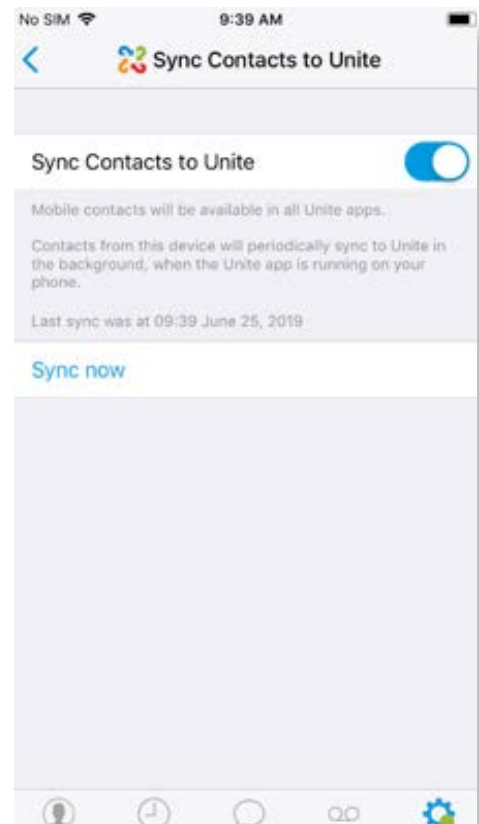 No SIM 9:39 AM
Sync Contacts to Unite
Sync Contacts to Unite
Mobile contacts will be available in all Unite apps.
Contacts from this device will periodically sync to Unite in
the background, when the Unite app is running on your
phone.
Last sync was at 09:39 June 25, 2019
Sync now